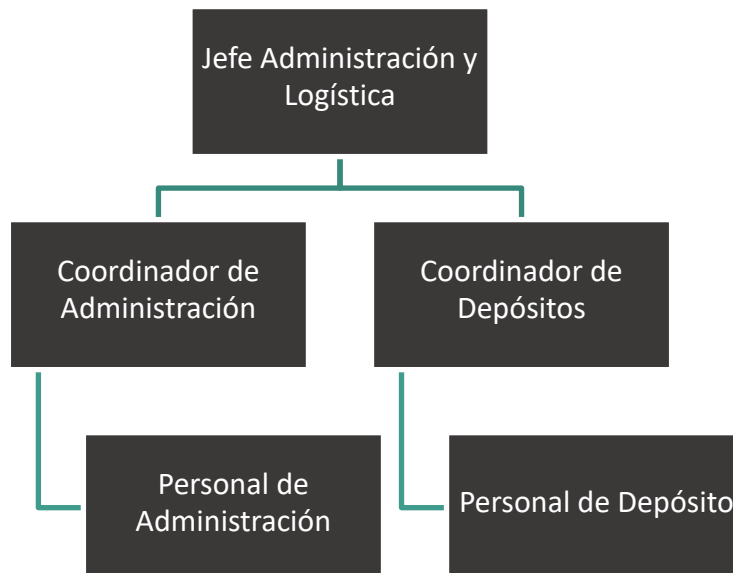 Jefe Administración y
Logística
Coordinador de
Administración
Coordinador de
Depósitos
Personal de
Administración
Personal de Depósito